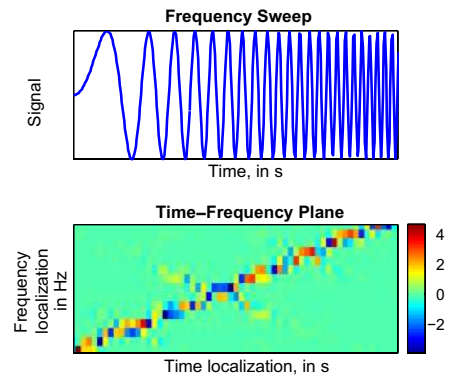 Frequency Sweep
Signal
Time, in s
Time−Frequency Plane
Frequency
localization
in Hz
4
2
0
−2
Time localization, in s